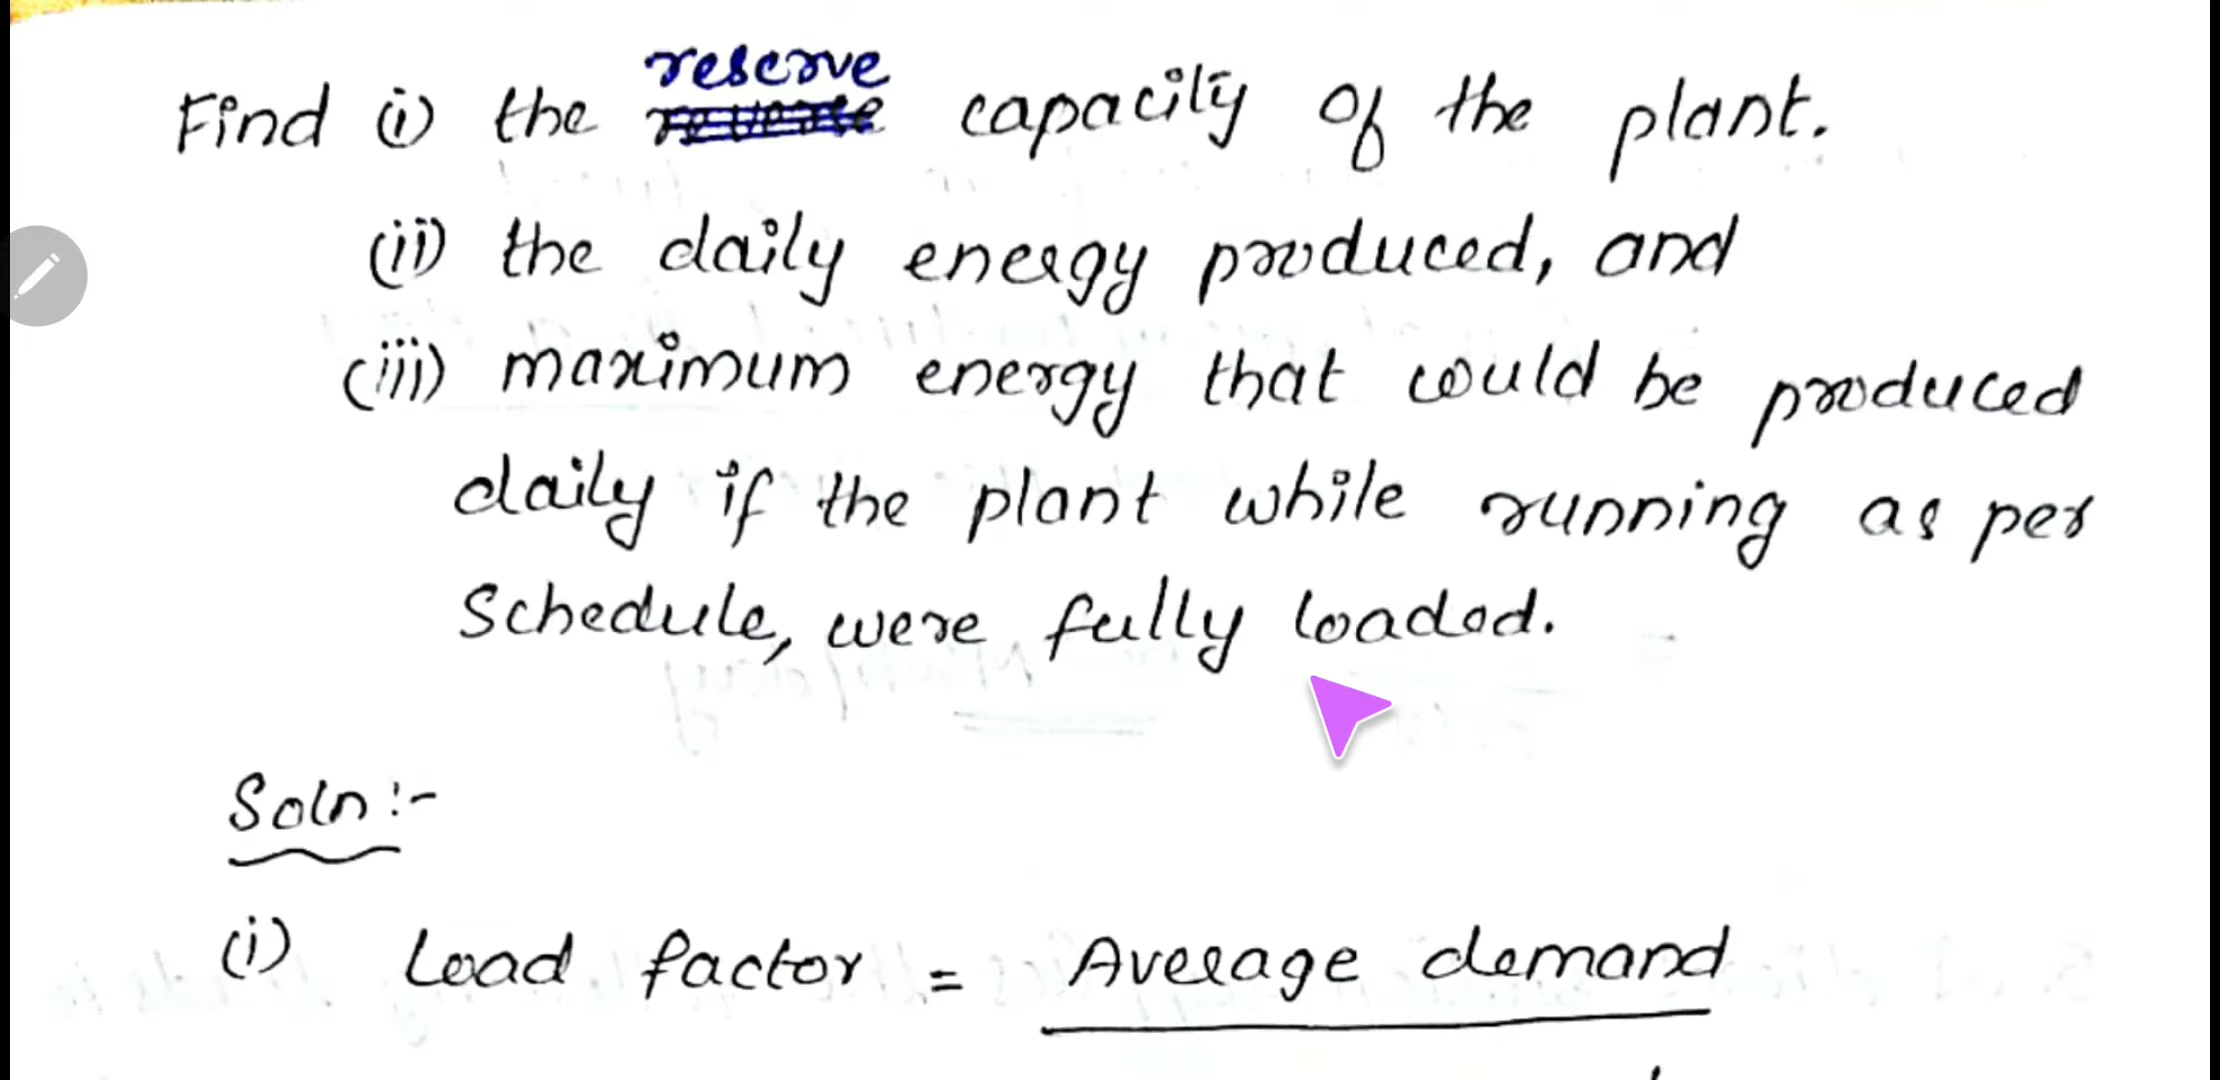 reserve
Find (i) the capacity of the plant.
(ii) the daily energy produced, and
(iii) maximum energy that could be produced
daily if the plant while running as per
Schedule, were fully loaded.
Soln :-
(i) Load factor = Average demand